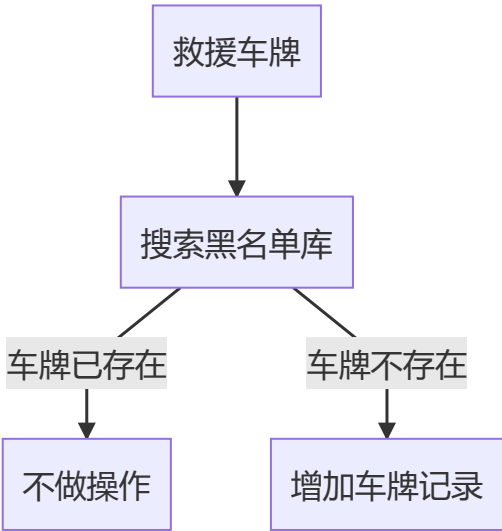 救援车牌
搜索黑名单库
车牌已存在
车牌不存在
不做操作
增加车牌记录